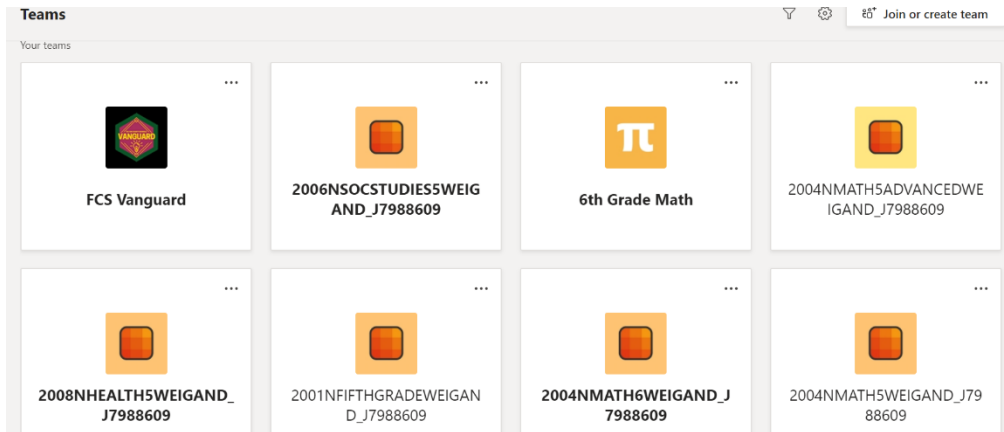 Teams
Join or create team
Your teams
...
...
...
...
VANGUARD
π
FCS Vanguard
2006NSOCSTUDIES5WEIG
AND_J7988609
6th Grade Math
2004NMATH5ADVANCEDWE
IGAND_J7988609
...
...
...
...
2008NHEALTH5WEIGAND_
J7988609
2001NFIFTHGRADEWEIGAN
D_J7988609
2004NMATH6WEIGAND_J
7988609
2004NMATH5WEIGAND_J79
88609